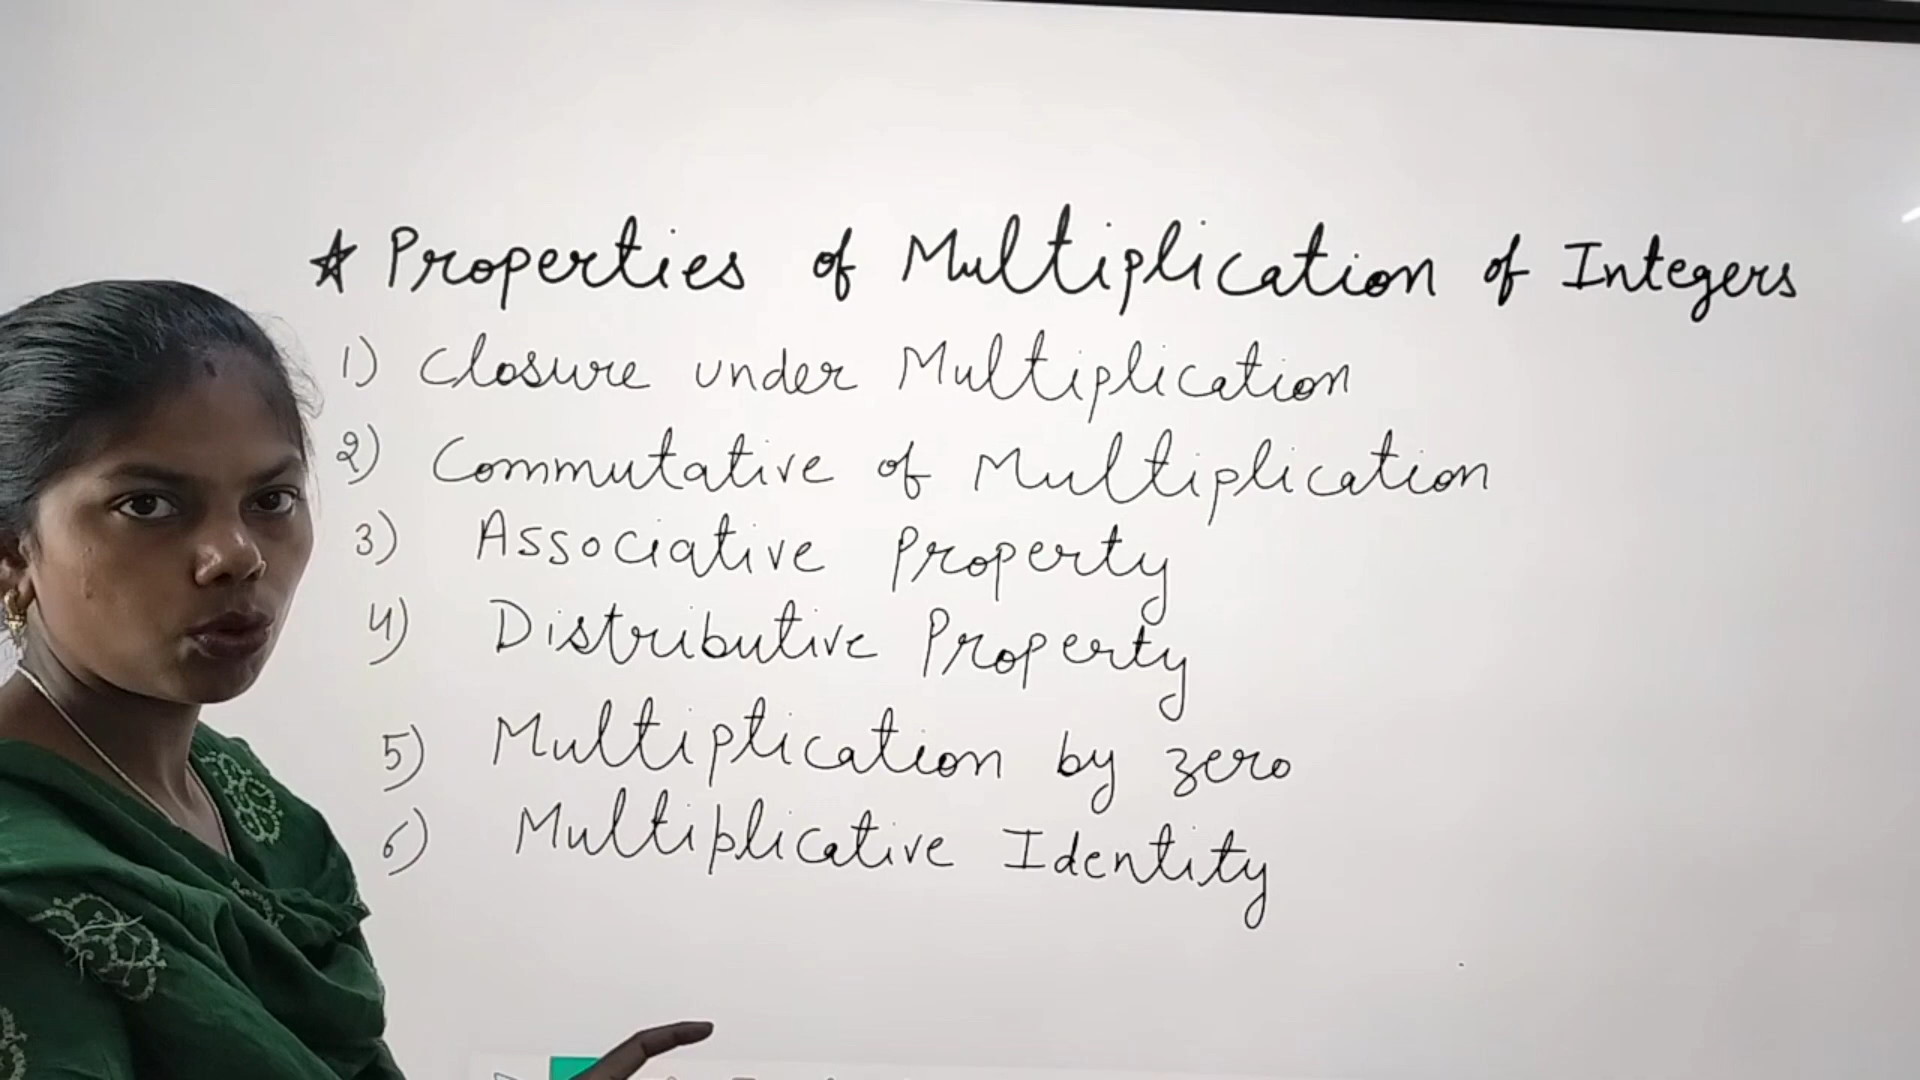 ☆ Properties of Multiplication of Integers
1) Closure under Multiplication
2) Commutative of Multiplication
3) Associative Property
4) Distributive Property
5) Multiplication by zero
6) Multiplicative Identity